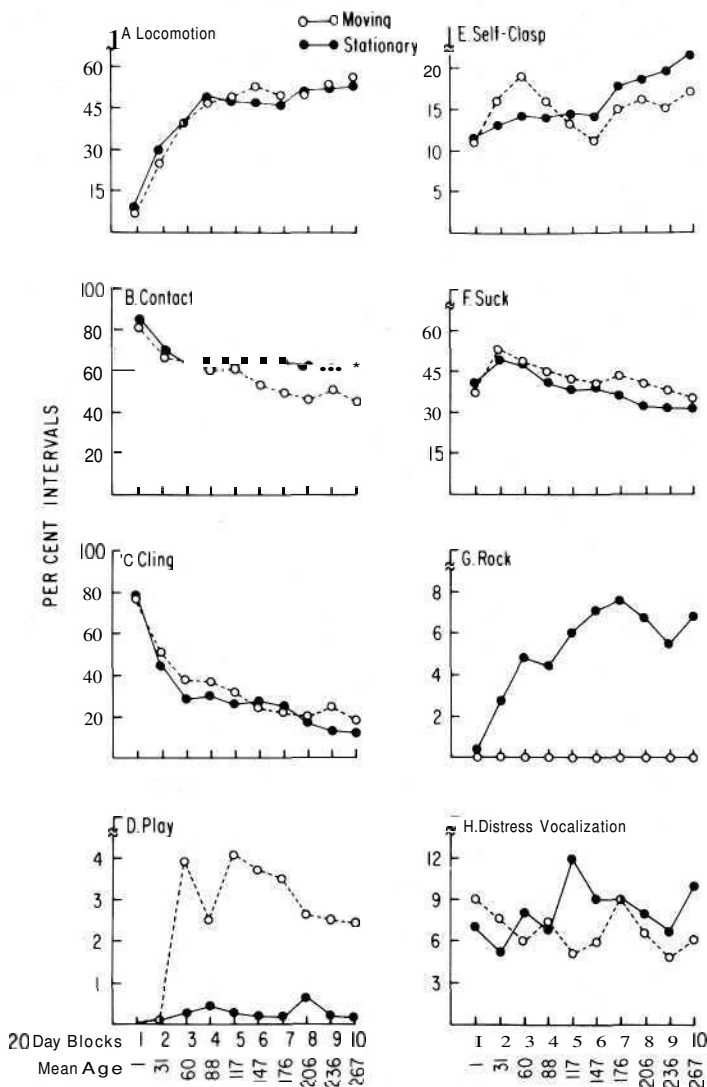 Moving
Stationary
A Locomotion
60
45
30
15
E. Self-Clasp
20
15
10
5
B. Contact
100
80
60
40
20
F. Suck
60
45
30
15
PER CENT INTERVALS
'C Cling
100
80
60
40
20
G. Rock
8
6
4
2
D. Play
4
3
2
1
H. Distress Vocalization
12
9
6
3
20 Day Blocks 1 2 3 4 5 6 7 8 9 10
Mean Age 1 31 60 88 117 147 176 206 236 267
1 2 3 4 5 6 7 8 9 10
1 31 60 88 117 147 176 206 236 267